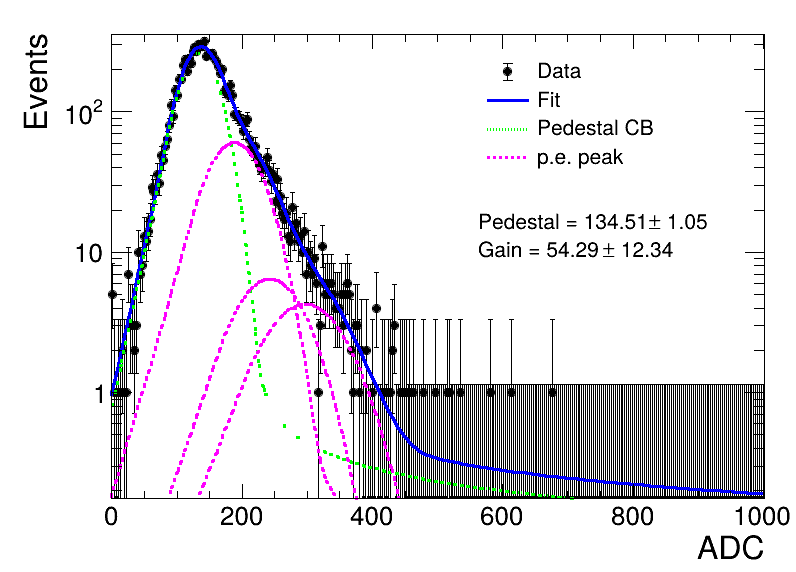 Events
Data
Fit
Pedestal CB
p.e. peak
Pedestal = 134.51± 1.05
Gain = 54.29 ± 12.34
10²
10
1
0 200 400 600 800 1000
ADC